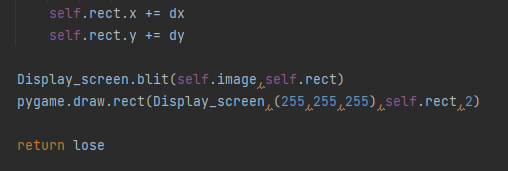 self.rect.x += dx
self.rect.y += dy
Display_screen.blit(self.image,self.rect)
pygame.draw.rect(Display_screen,(255,255,255),self.rect,2)
return lose